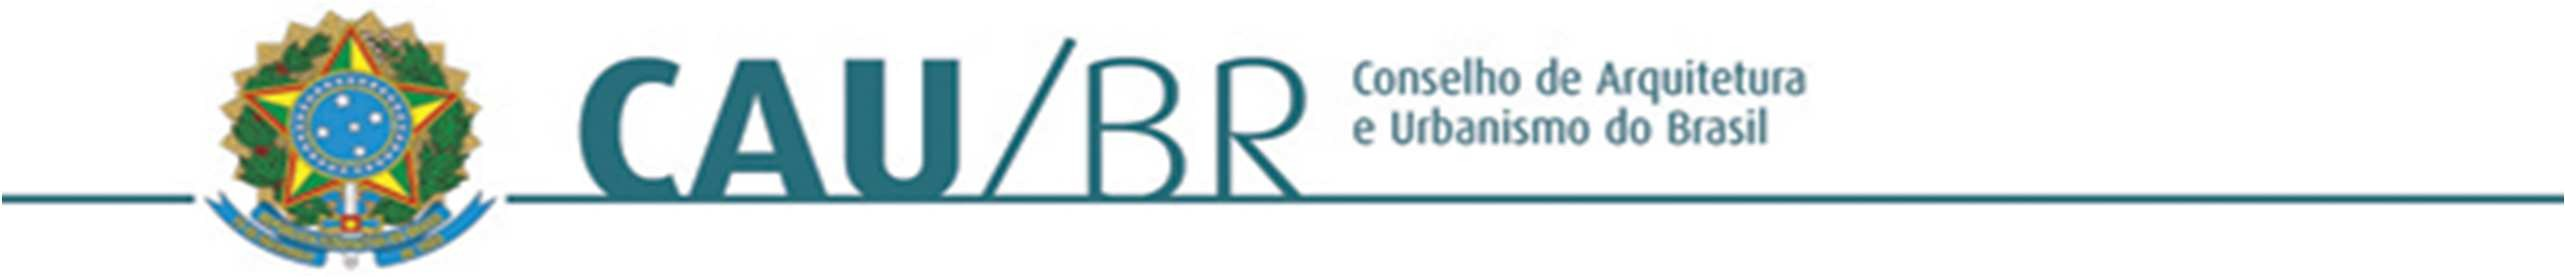 CAU/BR
Conselho de Arquitetura
e Urbanismo do Brasil